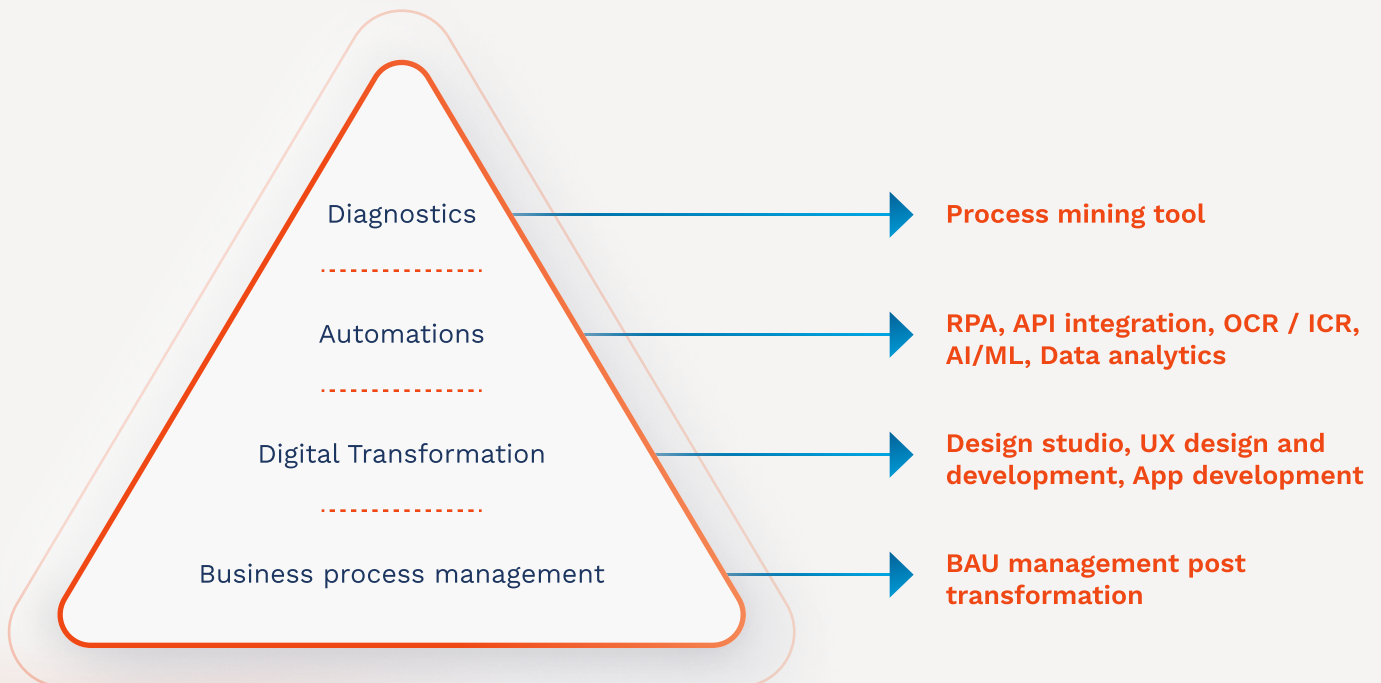 Diagnostics
Process mining tool
Automations
RPA, API integration, OCR / ICR,
AI/ML, Data analytics
Digital Transformation
Design studio, UX design and
development, App development
Business process management
BAU management post
transformation